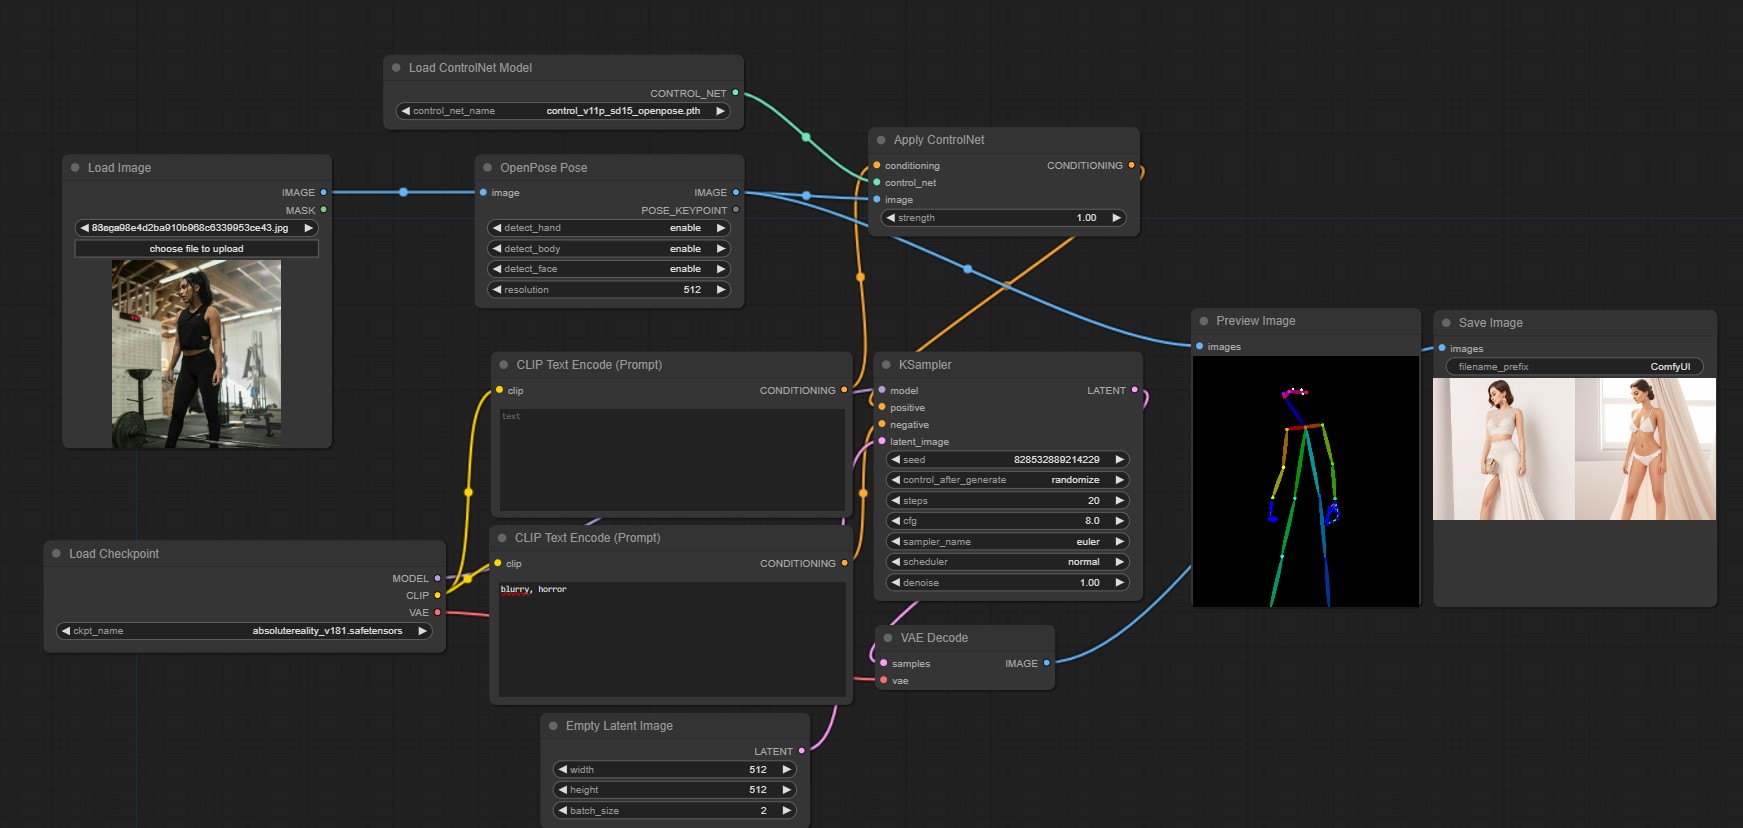 Load ControlNet Model
CONTROL_NET
control_net_name control_v11p_sd15_openpose.pth
Load Image
IMAGE
MASK
choose file to upload
OpenPose Pose
image IMAGE
POSE_KEYPOINT
detect_hand enable
detect_body enable
detect_face enable
resolution 512
Apply ControlNet
conditioning CONDITIONING
control_net
image
strength 1.00
CLIP Text Encode (Prompt)
clip CONDITIONING
text
CLIP Text Encode (Prompt)
clip CONDITIONING
blurry, horror
Load Checkpoint
MODEL
CLIP
VAE
ckpt_name absolutereality_v181.safetensors
KSampler
model LATENT
positive
negative
latent_image
seed 828532889214229
control_after_generate randomize
steps 20
cfg 8.0
sampler_name euler
scheduler normal
denoise 1.00
VAE Decode
samples IMAGE
vae
Empty Latent Image
LATENT
width 512
height 512
batch_size 2
Preview Image
images
Save Image
images
filename_prefix ComfyUI